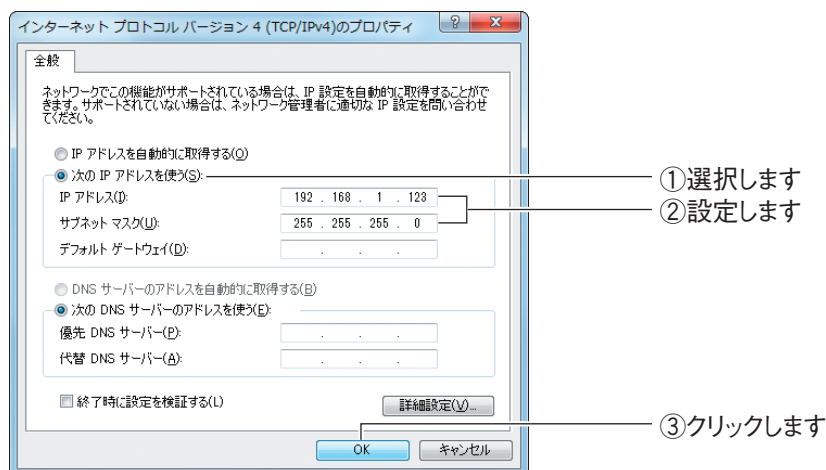 インターネット プロトコル バージョン 4 (TCP/IPv4)のプロパティ
全般
ネットワークでこの機能がサポートされている場合は、IP 設定を自動的に取得することがで
きます。サポートされていない場合は、ネットワーク管理者に適切な IP 設定を問い合わせ
てください。
IP アドレスを自動的に取得する(O)
次の IP アドレスを使う(S):
①選択します
IP アドレス(I):
192 . 168 . 1 . 123
②設定します
サブネット マスク(U):
255 . 255 . 255 . 0
デフォルト ゲートウェイ(D):
. . .
DNS サーバーのアドレスを自動的に取得する(B)
次の DNS サーバーのアドレスを使う(E):
優先 DNS サーバー(P):
. . .
代替 DNS サーバー(A):
. . .
終了時に設定を検証する(L)
詳細設定(V)...
③クリックします
OK
キャンセル